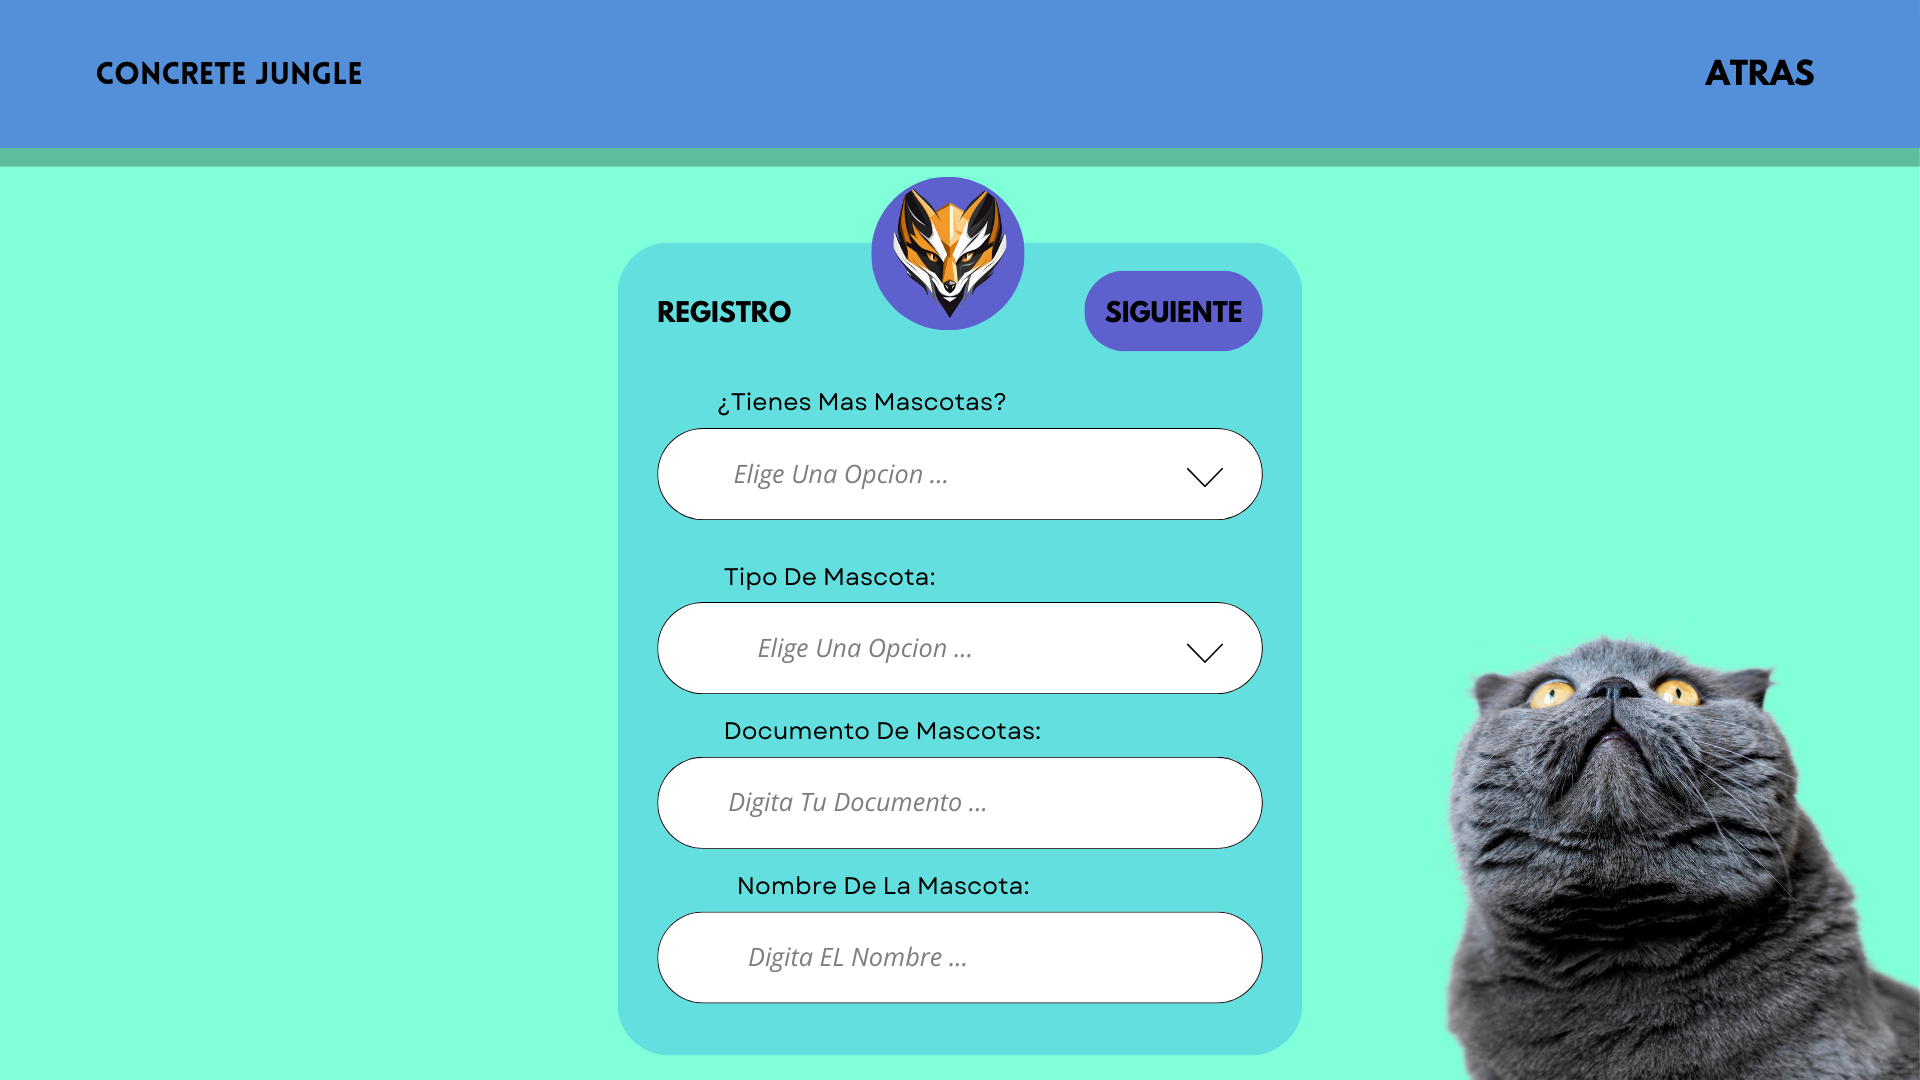 CONCRETE JUNGLE
ATRAS
REGISTRO
SIGUIENTE
¿Tienes Mas Mascotas?
Elige Una Opcion ...
Tipo De Mascota:
Elige Una Opcion ...
Documento De Mascotas:
Digita Tu Documento ...
Nombre De La Mascota:
Digita EL Nombre ...